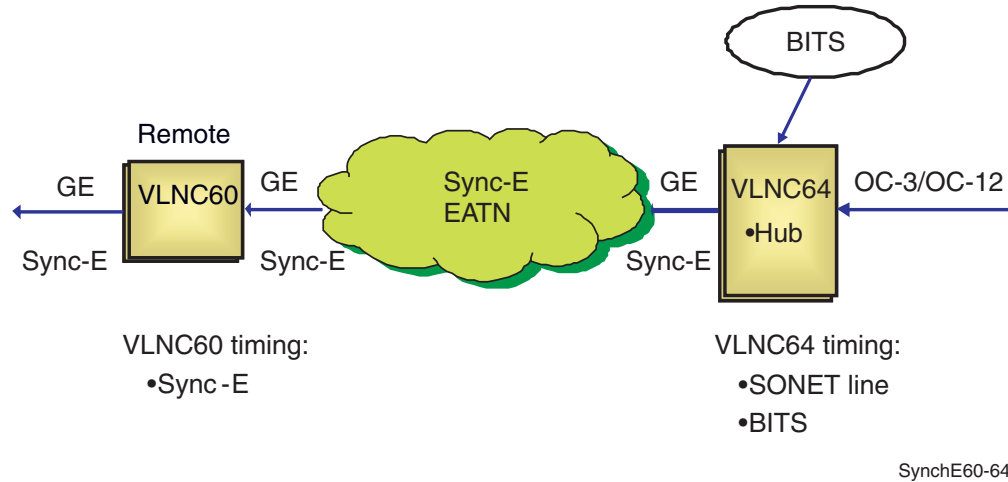 BITS
Remote
GE
VLNC60
GE
Sync-E
EATN
GE
VLNC64
•Hub
OC-3/OC-12
Sync-E
Sync-E
Sync-E
VLNC60 timing:
•Sync-E
VLNC64 timing:
•SONET line
•BITS
SynchE60-64